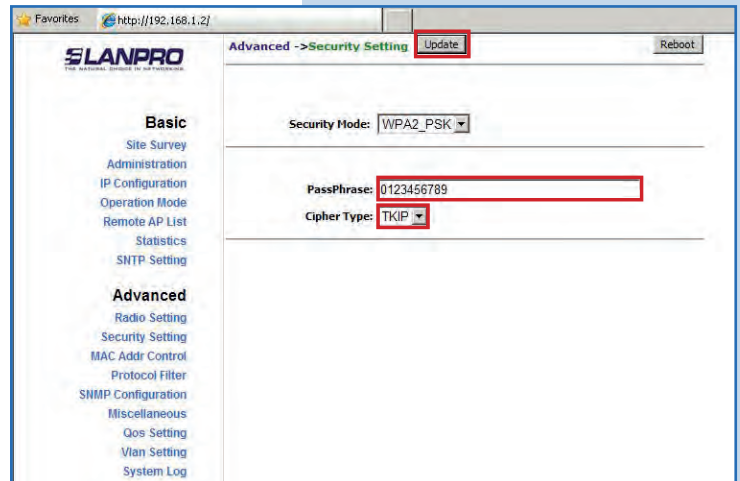 Favorites http://192.168.1.2/
SLANPRO
THE NATURAL CHOICE IN NETWORKING
Advanced ->Security Setting Update Reboot
Basic
Site Survey
Administration
IP Configuration
Operation Mode
Remote AP List
Statistics
SNTP Setting
Advanced
Radio Setting
Security Setting
MAC Addr Control
Protocol Filter
SNMP Configuration
Miscellaneous
Qos Setting
Vlan Setting
System Log
Security Mode: WPA2_PSK
PassPhrase: 0123456789
Cipher Type: TKIP